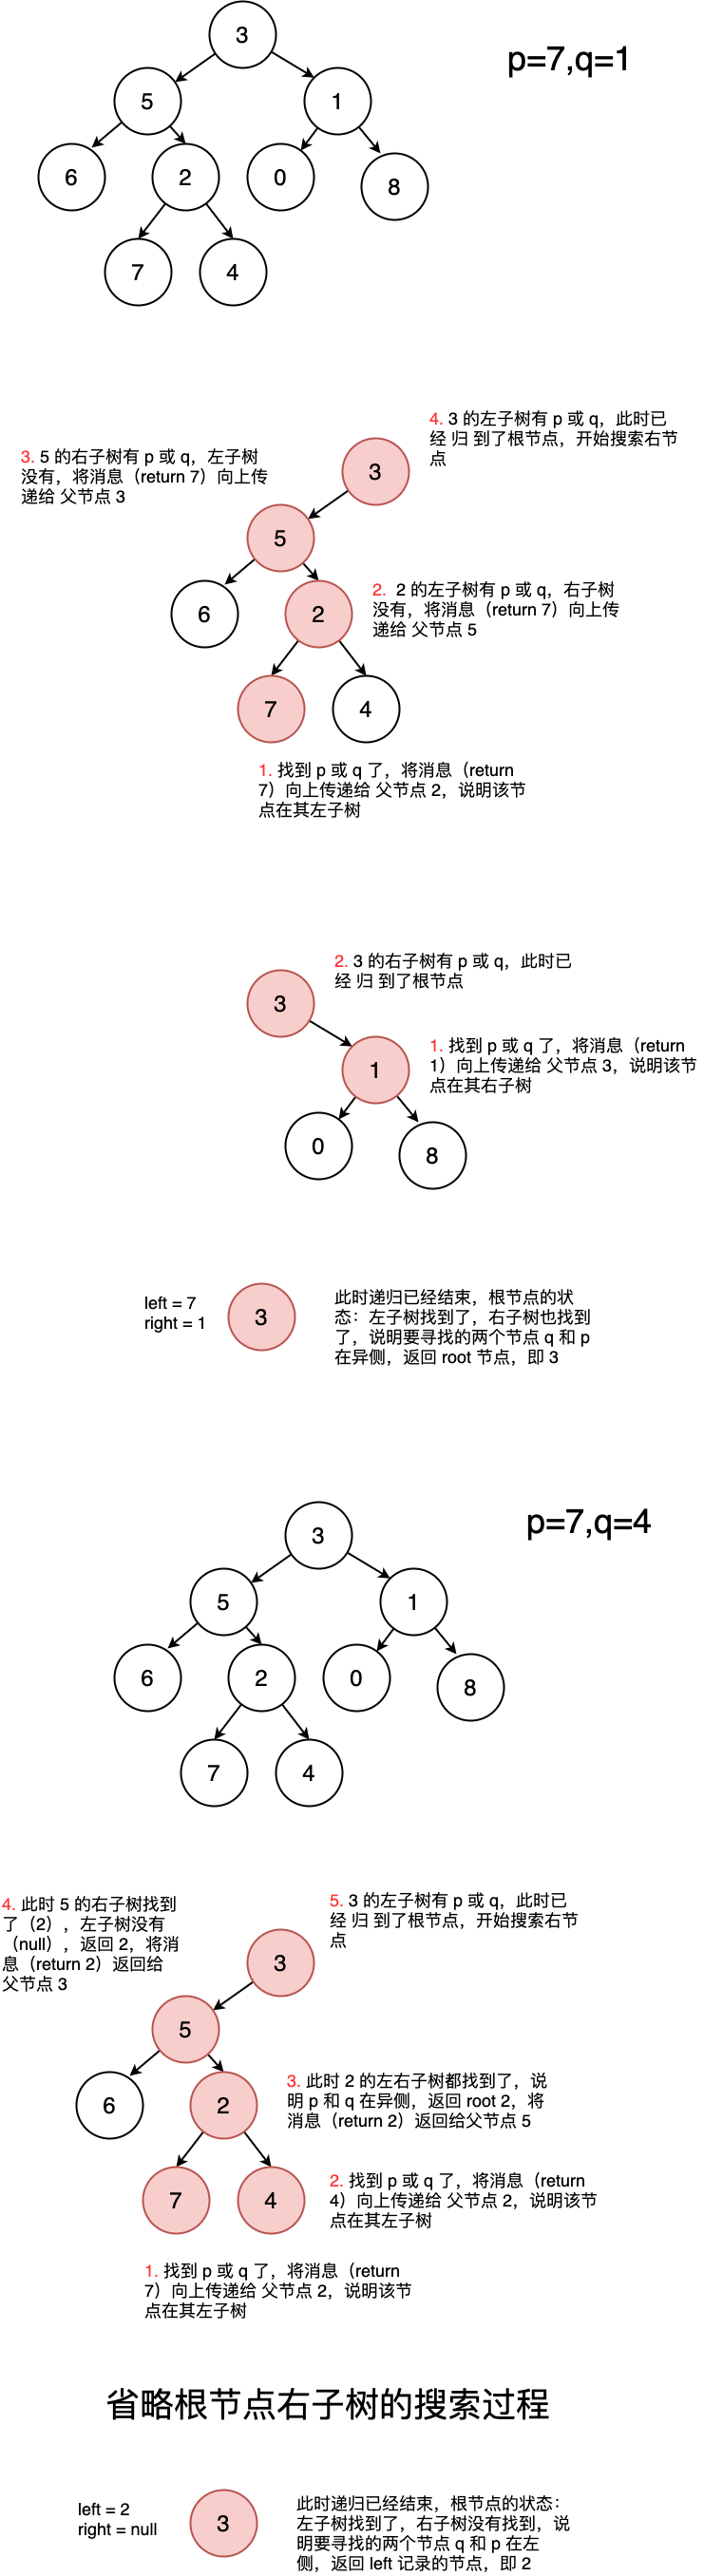 3
p=7,q=1
5
1
6
2
0
8
7
4
4. 3 的左子树有 p 或 q，此时已
经 归 到了根节点，开始搜索右节
点
3. 5 的右子树有 p 或 q，左子树
没有，将消息（return 7）向上传
递给 父节点 3
3
5
2. 2 的左子树有 p 或 q，右子树
没有，将消息（return 7）向上传
递给 父节点 5
6
2
7
4
1. 找到 p 或 q 了，将消息（return
7）向上传递给 父节点 2，说明该节
点在其左子树
2. 3 的右子树有 p 或 q，此时已
经 归 到了根节点
3
1. 找到 p 或 q 了，将消息（return
1）向上传递给 父节点 3，说明该节
点在其右子树
1
0
8
left = 7
right = 1
3
此时递归已经结束，根节点的状
态：左子树找到了，右子树也找到
了，说明要寻找的两个节点 q 和 p
在异侧，返回 root 节点，即 3
3
p=7,q=4
5
1
6
2
0
8
7
4
4. 此时 5 的右子树找到
了（2），左子树没有
（null），返回 2，将消
息（return 2）返回给
父节点 3
5. 3 的左子树有 p 或 q，此时已
经 归 到了根节点，开始搜索右节
点
3
5
3. 此时 2 的左右子树都找到了，说
明 p 和 q 在异侧，返回 root 2，将
消息（return 2）返回给父节点 5
6
2
7
4
2. 找到 p 或 q 了，将消息（return
4）向上传递给 父节点 2，说明该节
点在其左子树
1. 找到 p 或 q 了，将消息（return
7）向上传递给 父节点 2，说明该节
点在其左子树
省略根节点右子树的搜索过程
left = 2
right = null
3
此时递归已经结束，根节点的状态：
左子树找到了，右子树没有找到，说
明要寻找的两个节点 q 和 p 在左
侧，返回 left 记录的节点，即 2